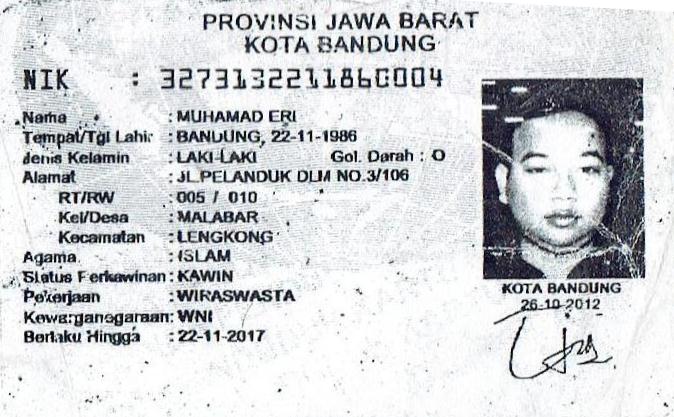 PROVINSI JAWA BARAT
KOTA BANDUNG
NIK : 3273132211860004
Nama : MUHAMAD ERI
Tempat/Tgl Lahir : BANDUNG, 22-11-1986
Jenis Kelamin : LAKI-LAKI Gol. Darah : O
Alamat : JL.PELANDUK DLM NO.3/106
RT/RW : 005 / 010
Kel/Desa : MALABAR
Kecamatan : LENGKONG
Agama : ISLAM
Status Perkawinan : KAWIN
Pekerjaan : WIRASWASTA
Kewarganegaraan: WNI
Berlaku Hingga : 22-11-2017
KOTA BANDUNG
26-10-2012